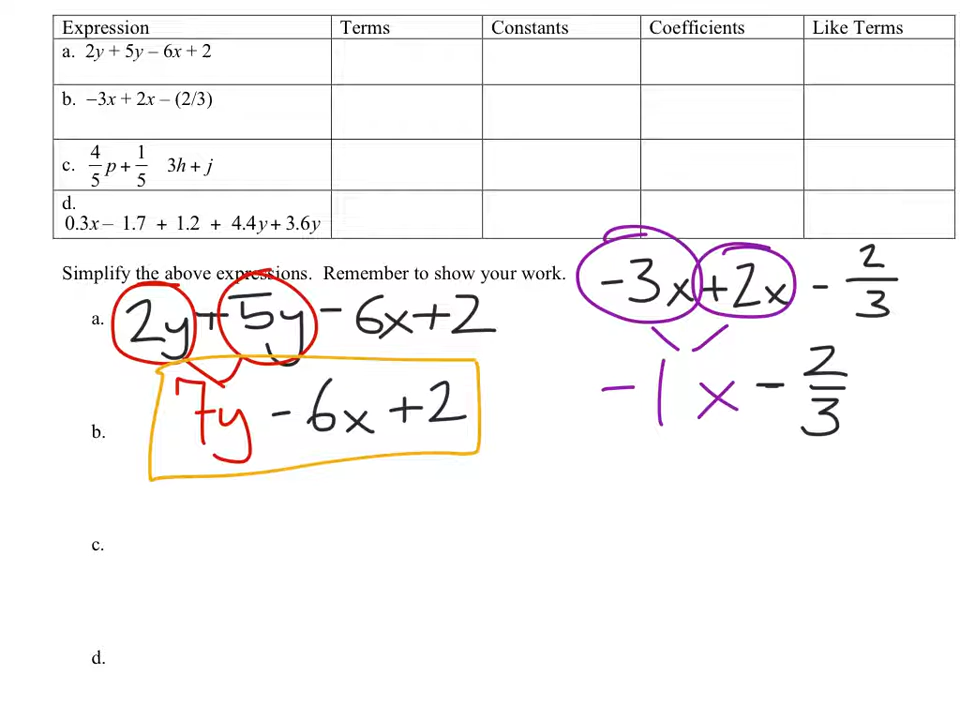 Expression Terms Constants Coefficients Like Terms
a. 2y + 5y – 6x + 2
b. –3x + 2x – (2/3)
c. 4/5 p + 1/5 3h + j
d.
0.3x – 1.7 + 1.2 + 4.4y + 3.6y
Simplify the above expressions. Remember to show your work.
a. 2y + 5y - 6x + 2
7y - 6x + 2
-3x + 2x - 2/3
-1x - 2/3
b.
c.
d.